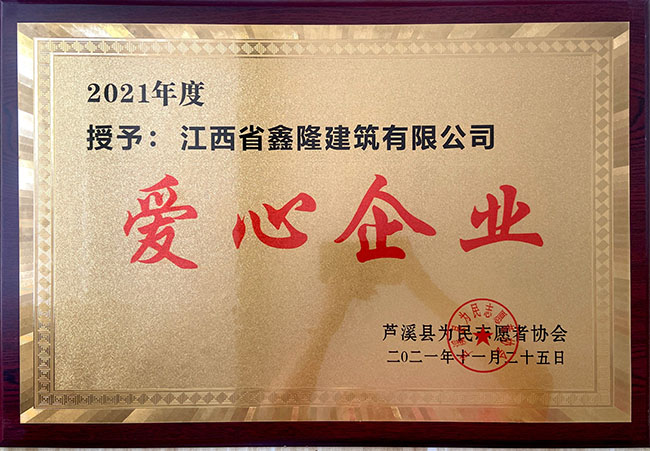 2021年度
授予：江西省鑫隆建筑有限公司
爱心企业
芦溪县为民志愿者协会
二〇二一年十一月二十五日